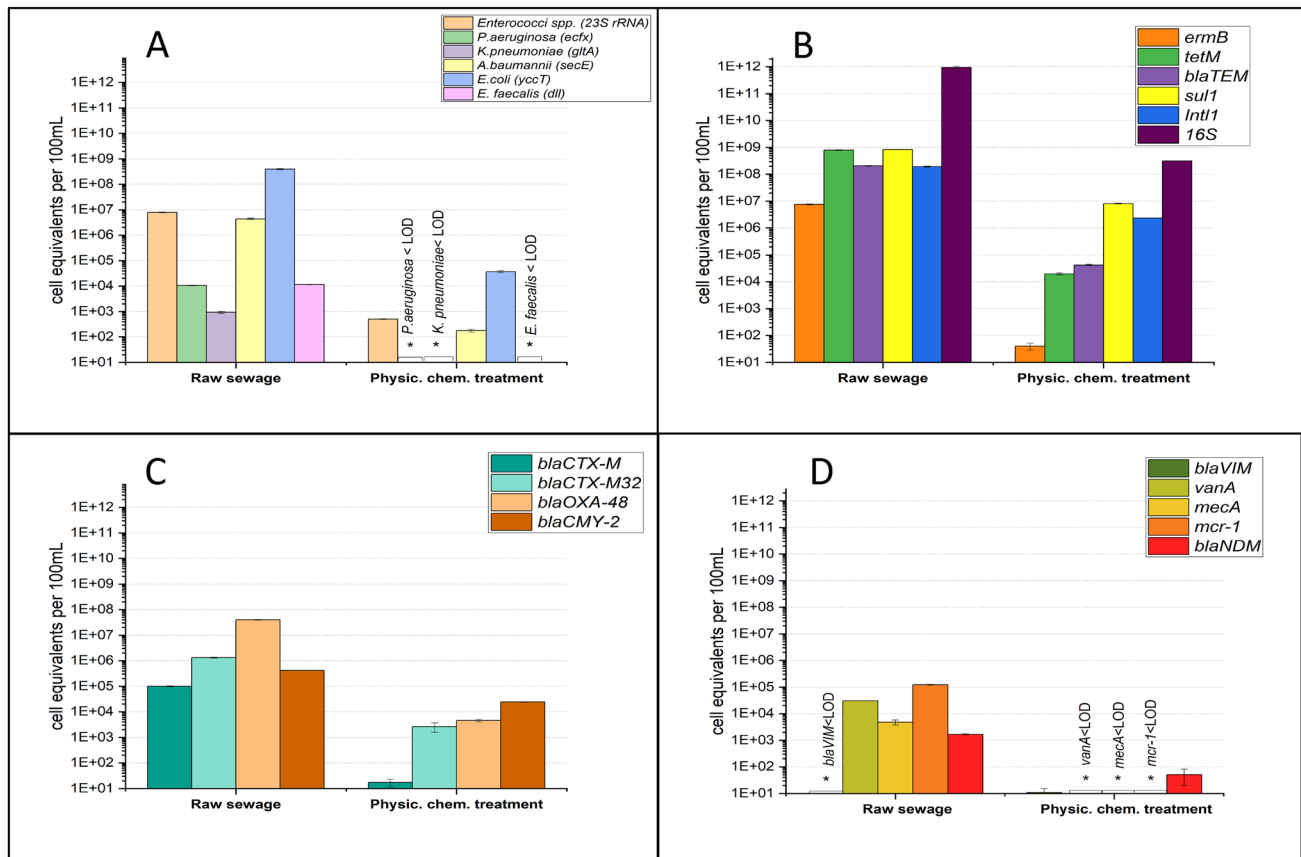 A
Enterococci spp. (23S rRNA)
P.aeruginosa (ecfx)
K.pneumoniae (gltA)
A.baumannii (secE)
E.coli (yccT)
E. faecalis (dll)
cell equivalents per 100mL
1E+12
1E+11
1E+10
1E+09
1E+08
1E+07
1E+06
1E+05
1E+04
1E+03
1E+02
1E+01
* P.aeruginosa < LOD
* K. pneumoniae< LOD
* E. faecalis < LOD
Raw sewage
Physic. chem. treatment
B
ermB
tetM
blaTEM
sul1
Intl1
16S
cell equivalents per 100mL
1E+12
1E+11
1E+10
1E+09
1E+08
1E+07
1E+06
1E+05
1E+04
1E+03
1E+02
1E+01
Raw sewage
Physic. chem. treatment
C
blaCTX-M
blaCTX-M32
blaOXA-48
blaCMY-2
cell equivalents per 100mL
1E+12
1E+11
1E+10
1E+09
1E+08
1E+07
1E+06
1E+05
1E+04
1E+03
1E+02
1E+01
Raw sewage
Physic. chem. treatment
D
blaVIM
vanA
mecA
mcr-1
blaNDM
cell equivalents per 100mL
1E+12
1E+11
1E+10
1E+09
1E+08
1E+07
1E+06
1E+05
1E+04
1E+03
1E+02
1E+01
* blaVIM<LOD
* vanA<LOD
* mecA<LOD
* mcr-1<LOD
Raw sewage
Physic. chem. treatment